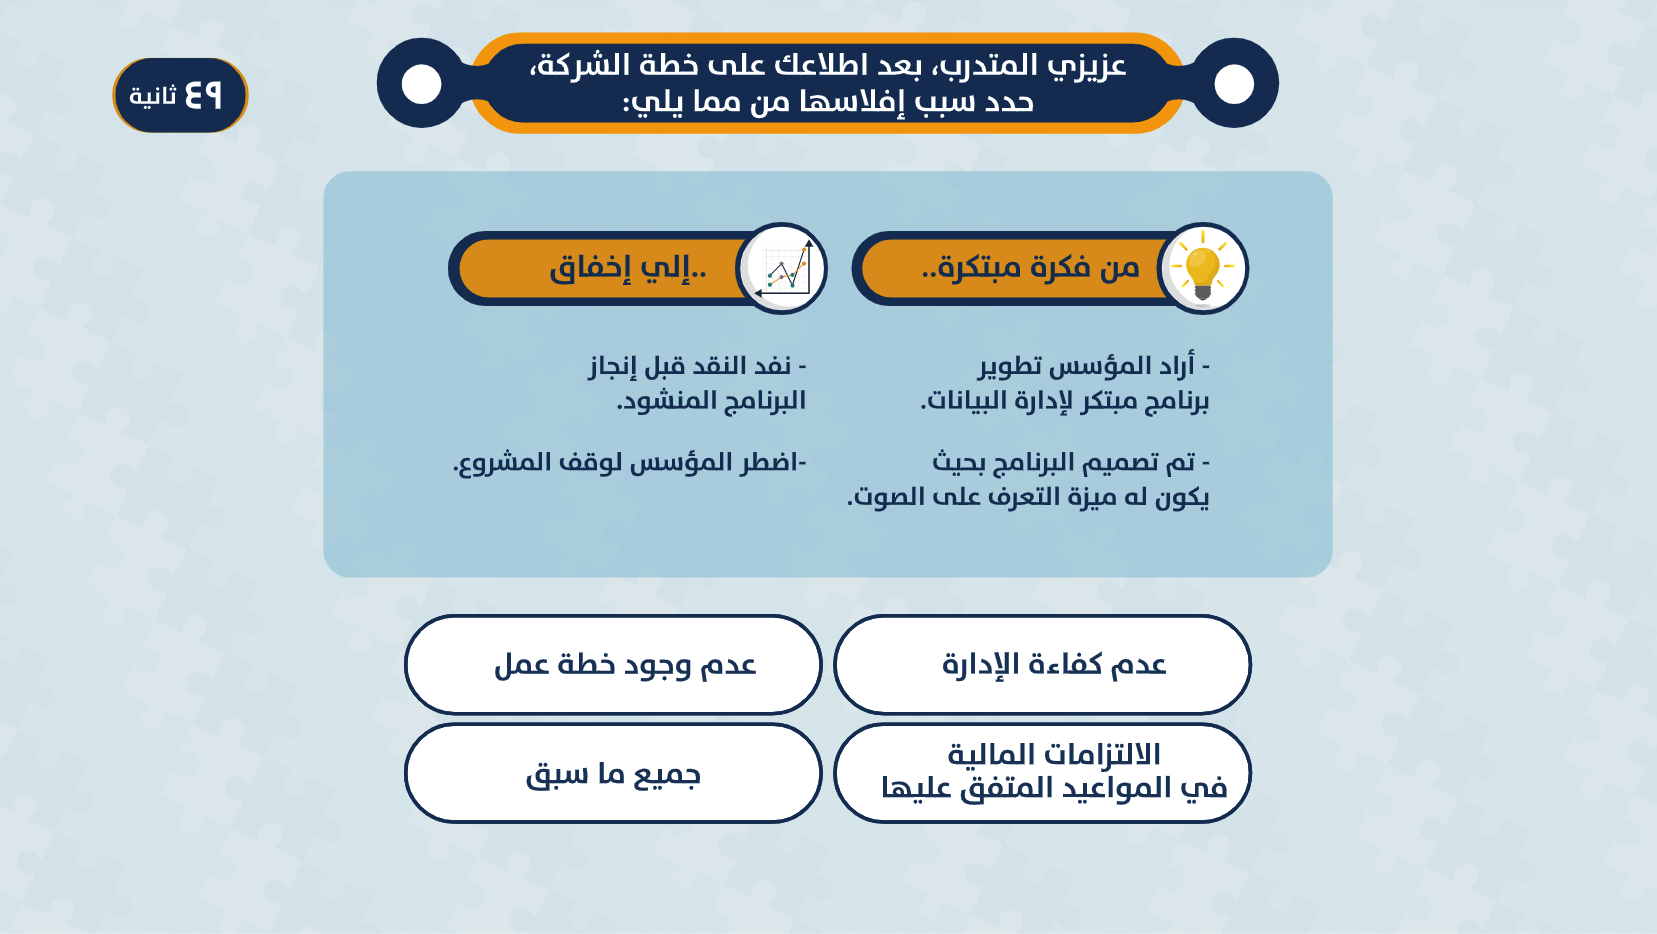 عزيزي المتدرب، بعد اطلاعك على خطة الشركة،
حدد سبب إفلاسها من مما يلي:
٤٩ ثانية
من فكرة مبتكرة..
- أراد المؤسس تطوير
برنامج مبتكر لإدارة البيانات.
- تم تصميم البرنامج بحيث
يكون له ميزة التعرف على الصوت.
..إلي إخفاق
- نفد النقد قبل إنجاز
البرنامج المنشود.
-اضطر المؤسس لوقف المشروع.
عدم كفاءة الإدارة
عدم وجود خطة عمل
الالتزامات المالية
في المواعيد المتفق عليها
جميع ما سبق